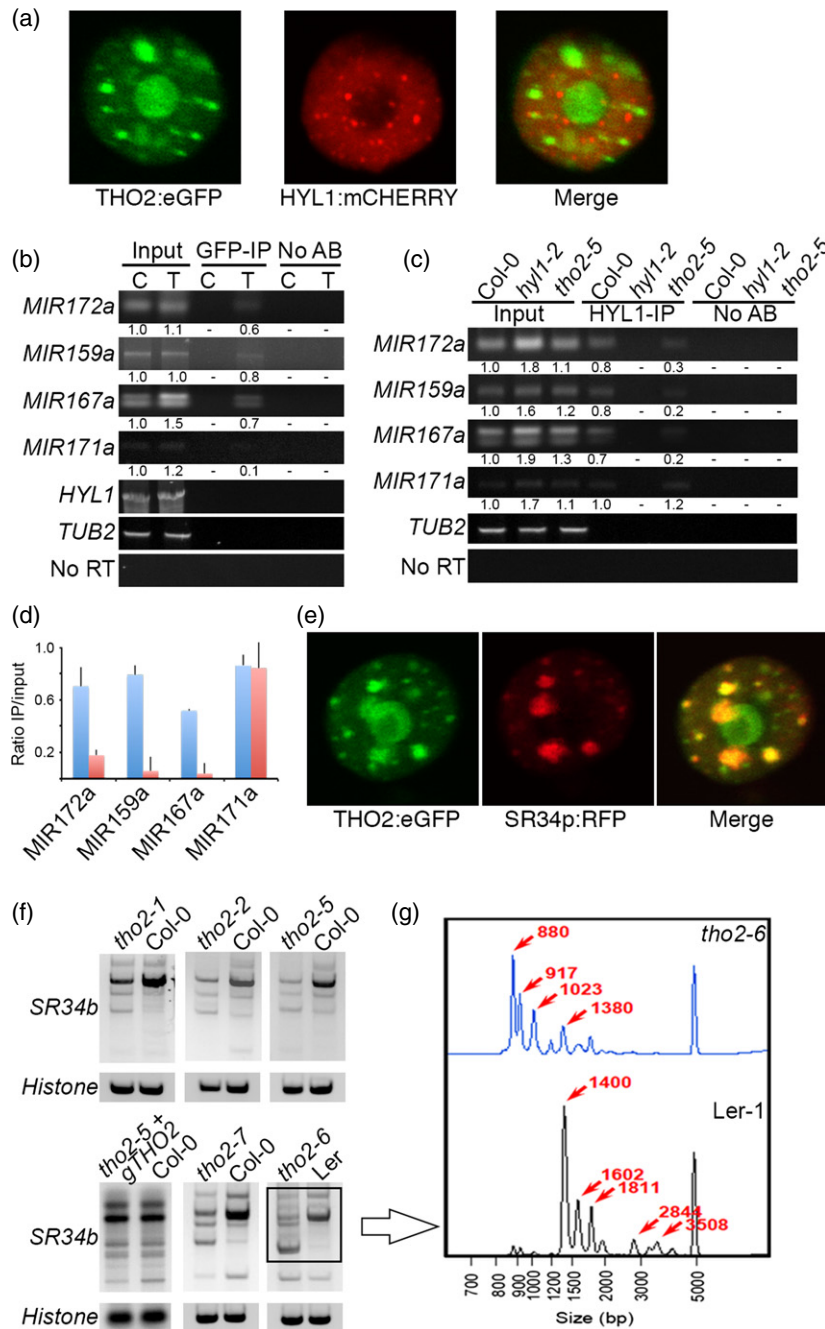 (a)
THO2:eGFP HYL1:mCHERRY Merge
(b)
Input GFP-IP No AB
C T C T C T
MIR172a
1.0 1.1 - 0.6 - -
MIR159a
1.0 1.0 - 0.8 - -
MIR167a
1.0 1.5 - 0.7 - -
MIR171a
1.0 1.2 - 0.1 - -
HYL1
TUB2
No RT
(c)
Col-0 hyl1-2 tho2-5 Col-0 hyl1-2 tho2-5 Col-0 hyl1-2 tho2-5
Input HYL1-IP No AB
MIR172a
1.0 1.8 1.1 0.8 - 0.3 - - -
MIR159a
1.0 1.6 1.2 0.8 - 0.2 - - -
MIR167a
1.0 1.9 1.3 0.7 - 0.2 - - -
MIR171a
1.0 1.7 1.1 1.0 - 1.2 - - -
TUB2
No RT
(d)
Ratio IP/input
1.0
0.6
0.2
MIR172a MIR159a MIR167a MIR171a
(e)
THO2:eGFP SR34p:RFP Merge
(f)
tho2-1 Col-0 tho2-2 Col-0 tho2-5 Col-0
SR34b
Histone
tho2-5 + gTHO2 Col-0 tho2-7 Col-0 tho2-6 Ler
SR34b
Histone
(g)
tho2-6
880
917
1023
1380
Ler-1
1400
1602
1811
2844
3508
700 800 900 1000 1200 1500 2000 3000 5000
Size (bp)